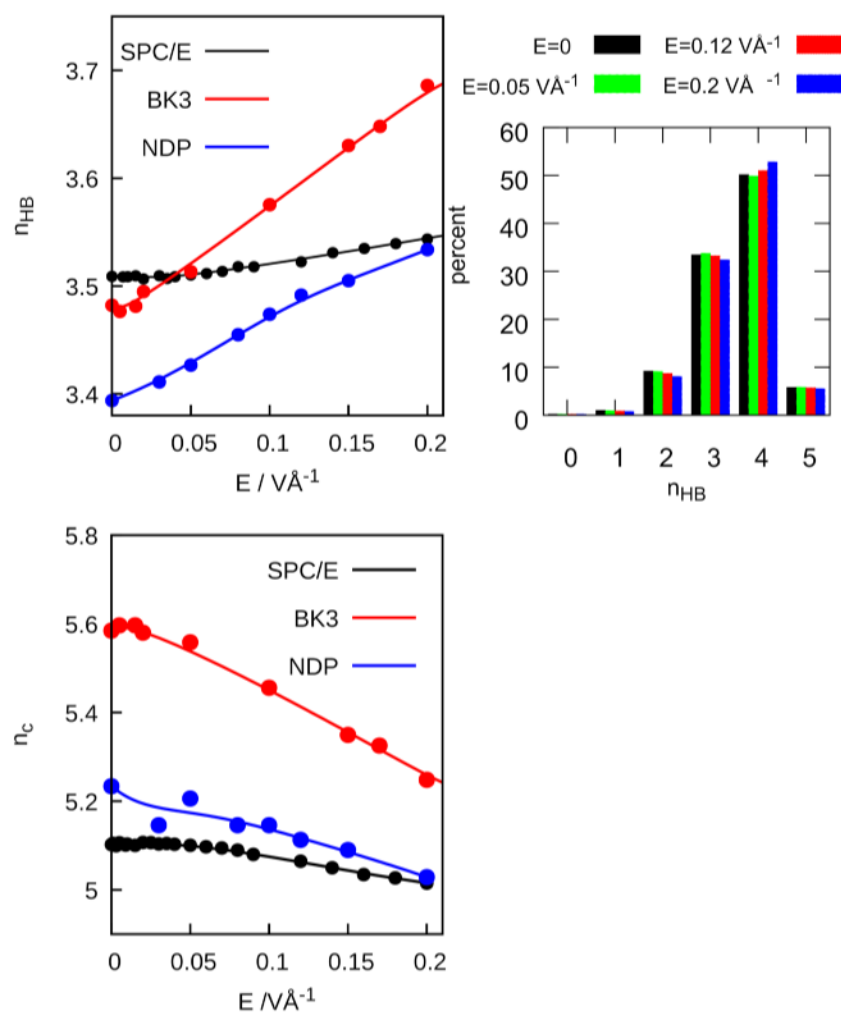 SPC/E
BK3
NDP
3.7
3.6
3.5
3.4
n_HB
0 0.05 0.1 0.15 0.2
E / VÅ⁻¹
E=0
E=0.12 VÅ⁻¹
E=0.05 VÅ⁻¹
E=0.2 VÅ ⁻¹
60
50
40
30
20
10
0
percent
0 1 2 3 4 5
n_HB
5.8
5.6
5.4
5.2
5
n_c
SPC/E
BK3
NDP
0 0.05 0.1 0.15 0.2
E /VÅ⁻¹